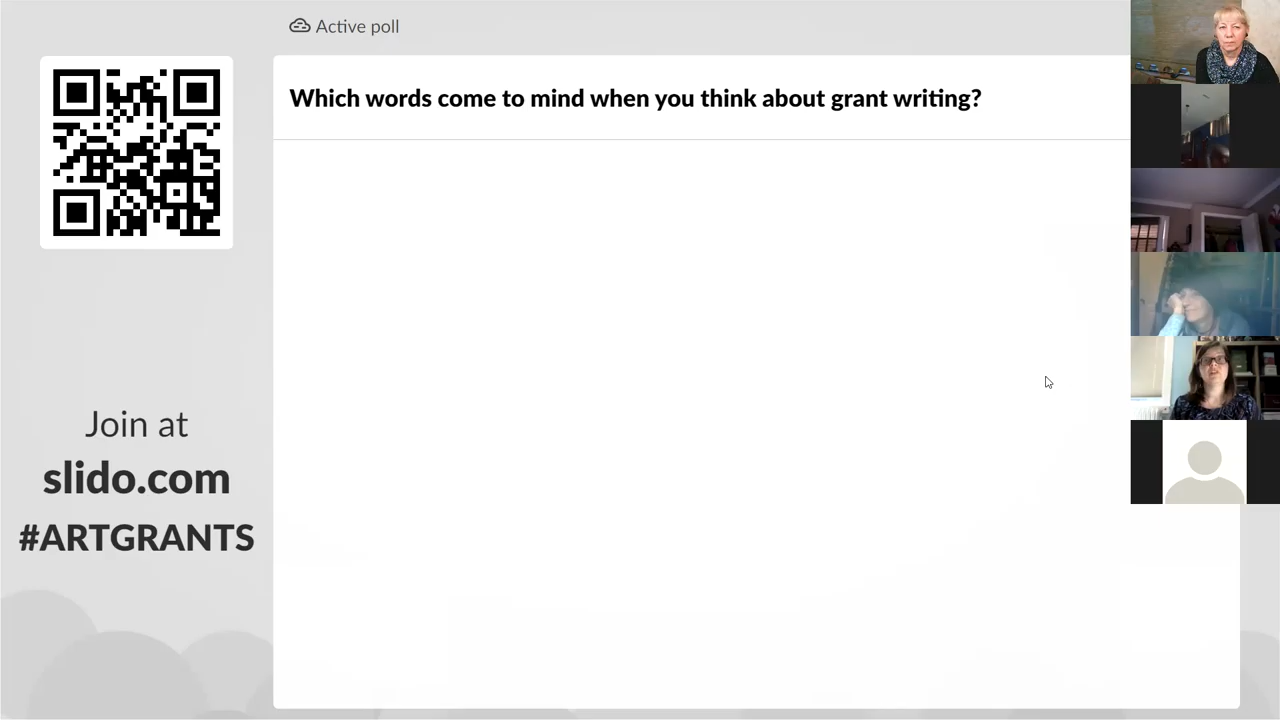 Active poll
Which words come to mind when you think about grant writing?
Join at
slido.com
#ARTGRANTS